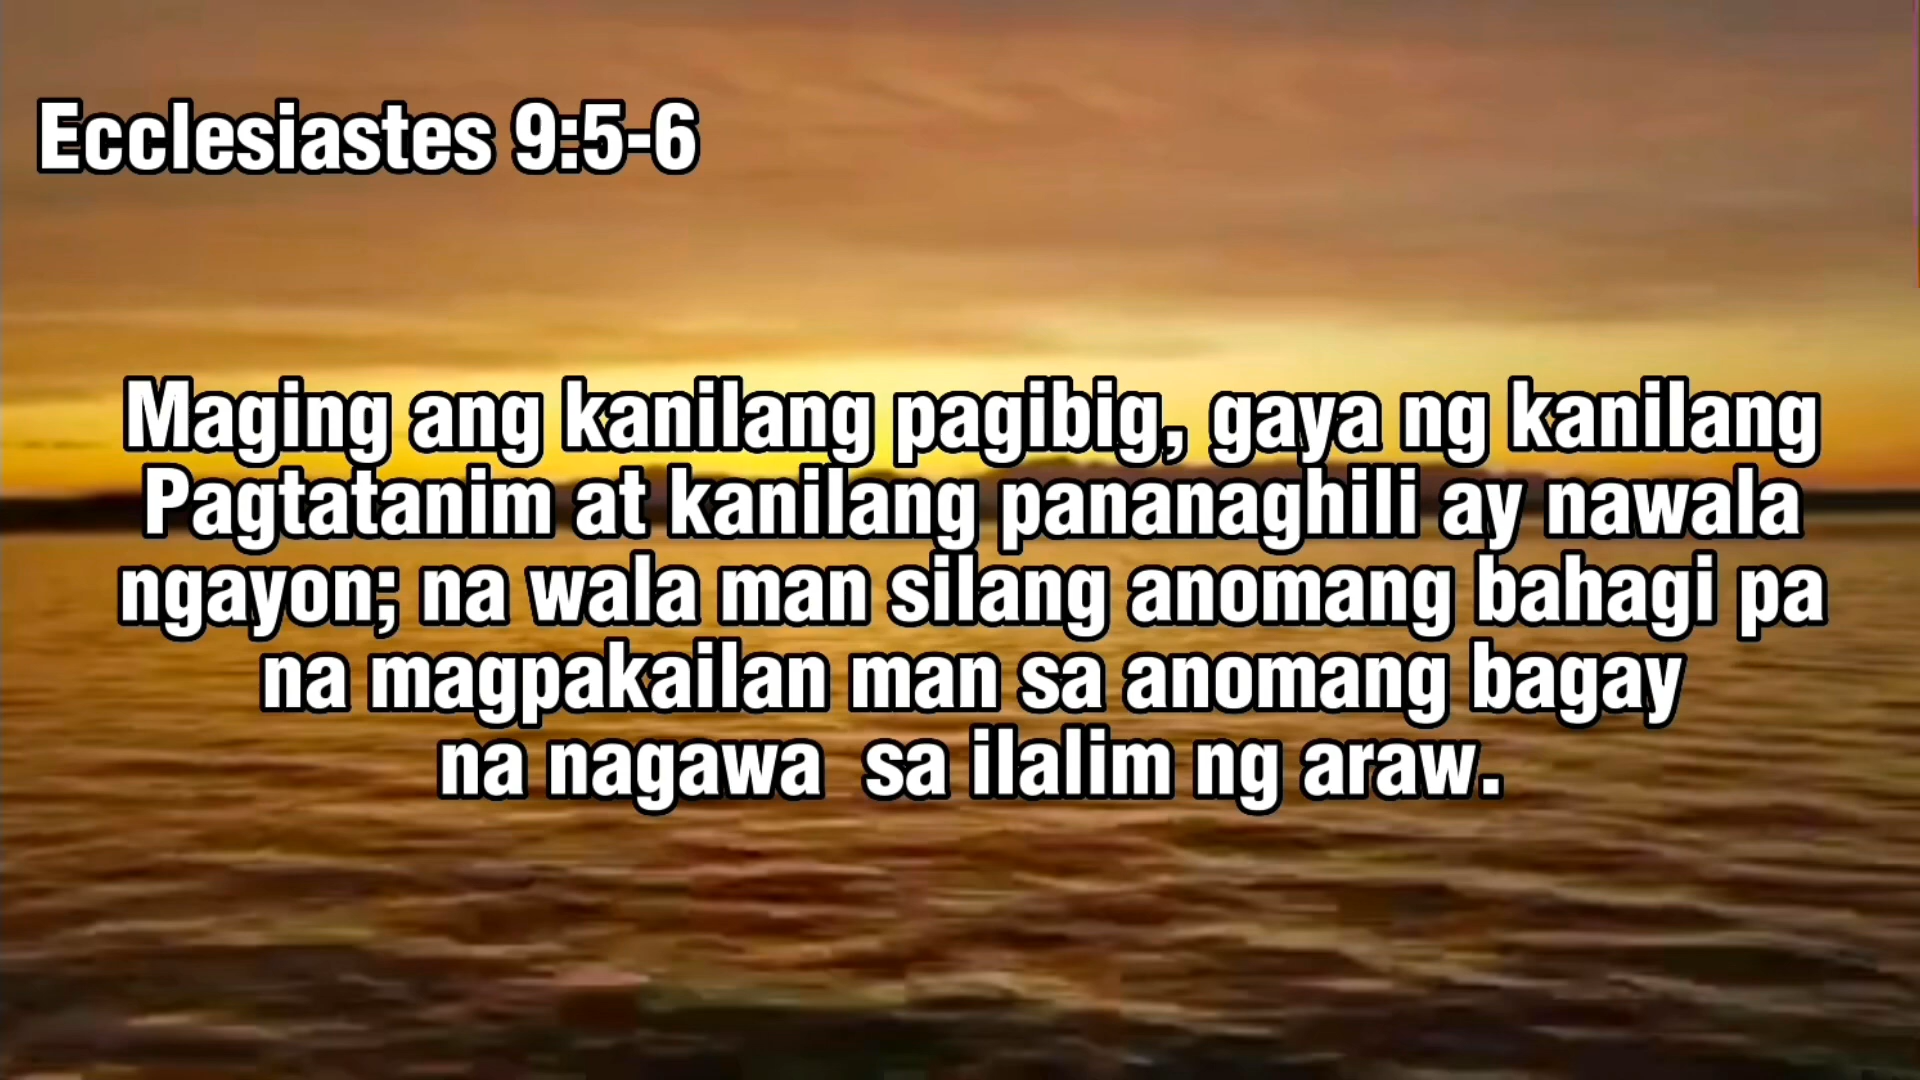 Ecclesiastes 9:5-6
Maging ang kanilang pagibig, gaya ng kanilang
Pagtatanim at kanilang pananaghili ay nawala
ngayon; na wala man silang anomang bahagi pa
na magpakailan man sa anomang bagay
na nagawa  sa ilalim ng araw.